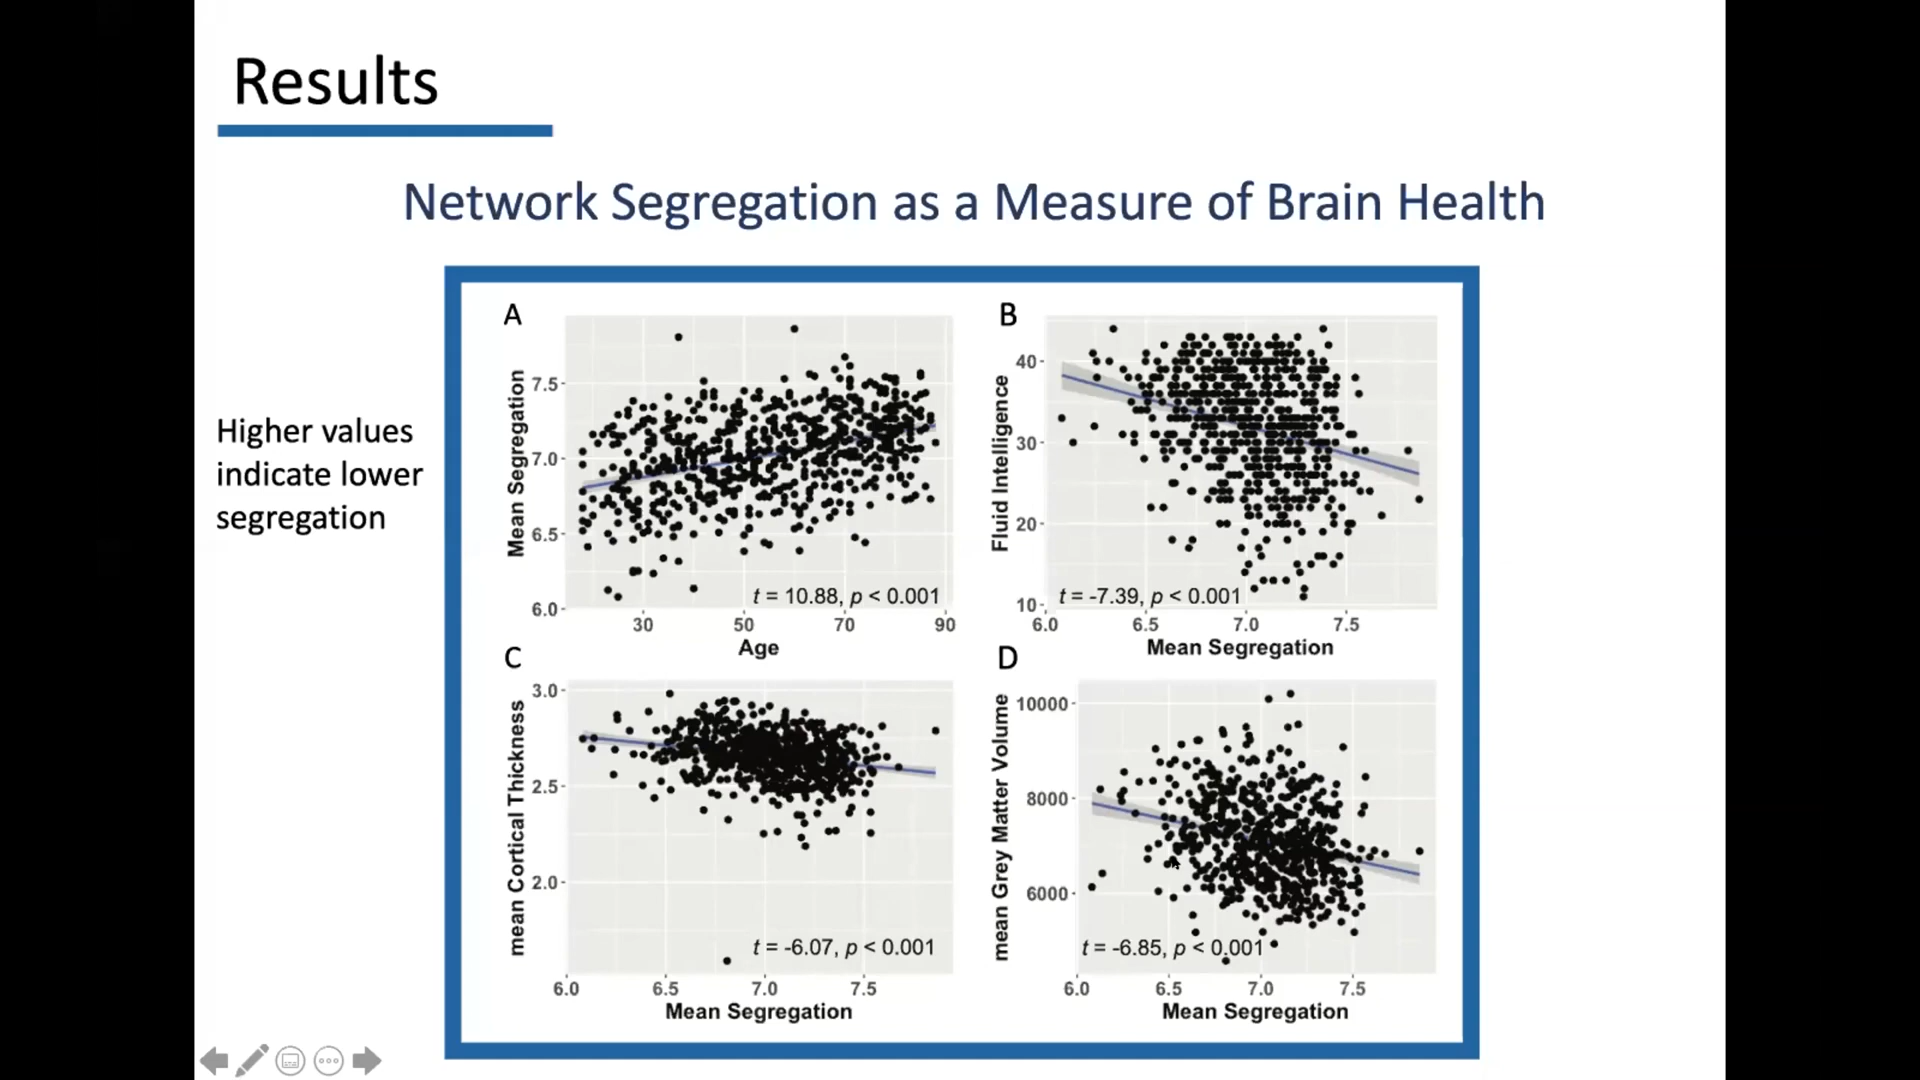 Results
Network Segregation as a Measure of Brain Health
Higher values
indicate lower
segregation
A
Mean Segregation
7.5
7.0
6.5
6.0
t = 10.88, p < 0.001
30 50 70 90
Age
B
Fluid Intelligence
40
30
20
10
t = -7.39, p < 0.001
6.0 6.5 7.0 7.5
Mean Segregation
C
mean Cortical Thickness
3.0
2.5
2.0
t = -6.07, p < 0.001
6.0 6.5 7.0 7.5
Mean Segregation
D
mean Grey Matter Volume
10000
8000
6000
t = -6.85, p < 0.001
6.0 6.5 7.0 7.5
Mean Segregation